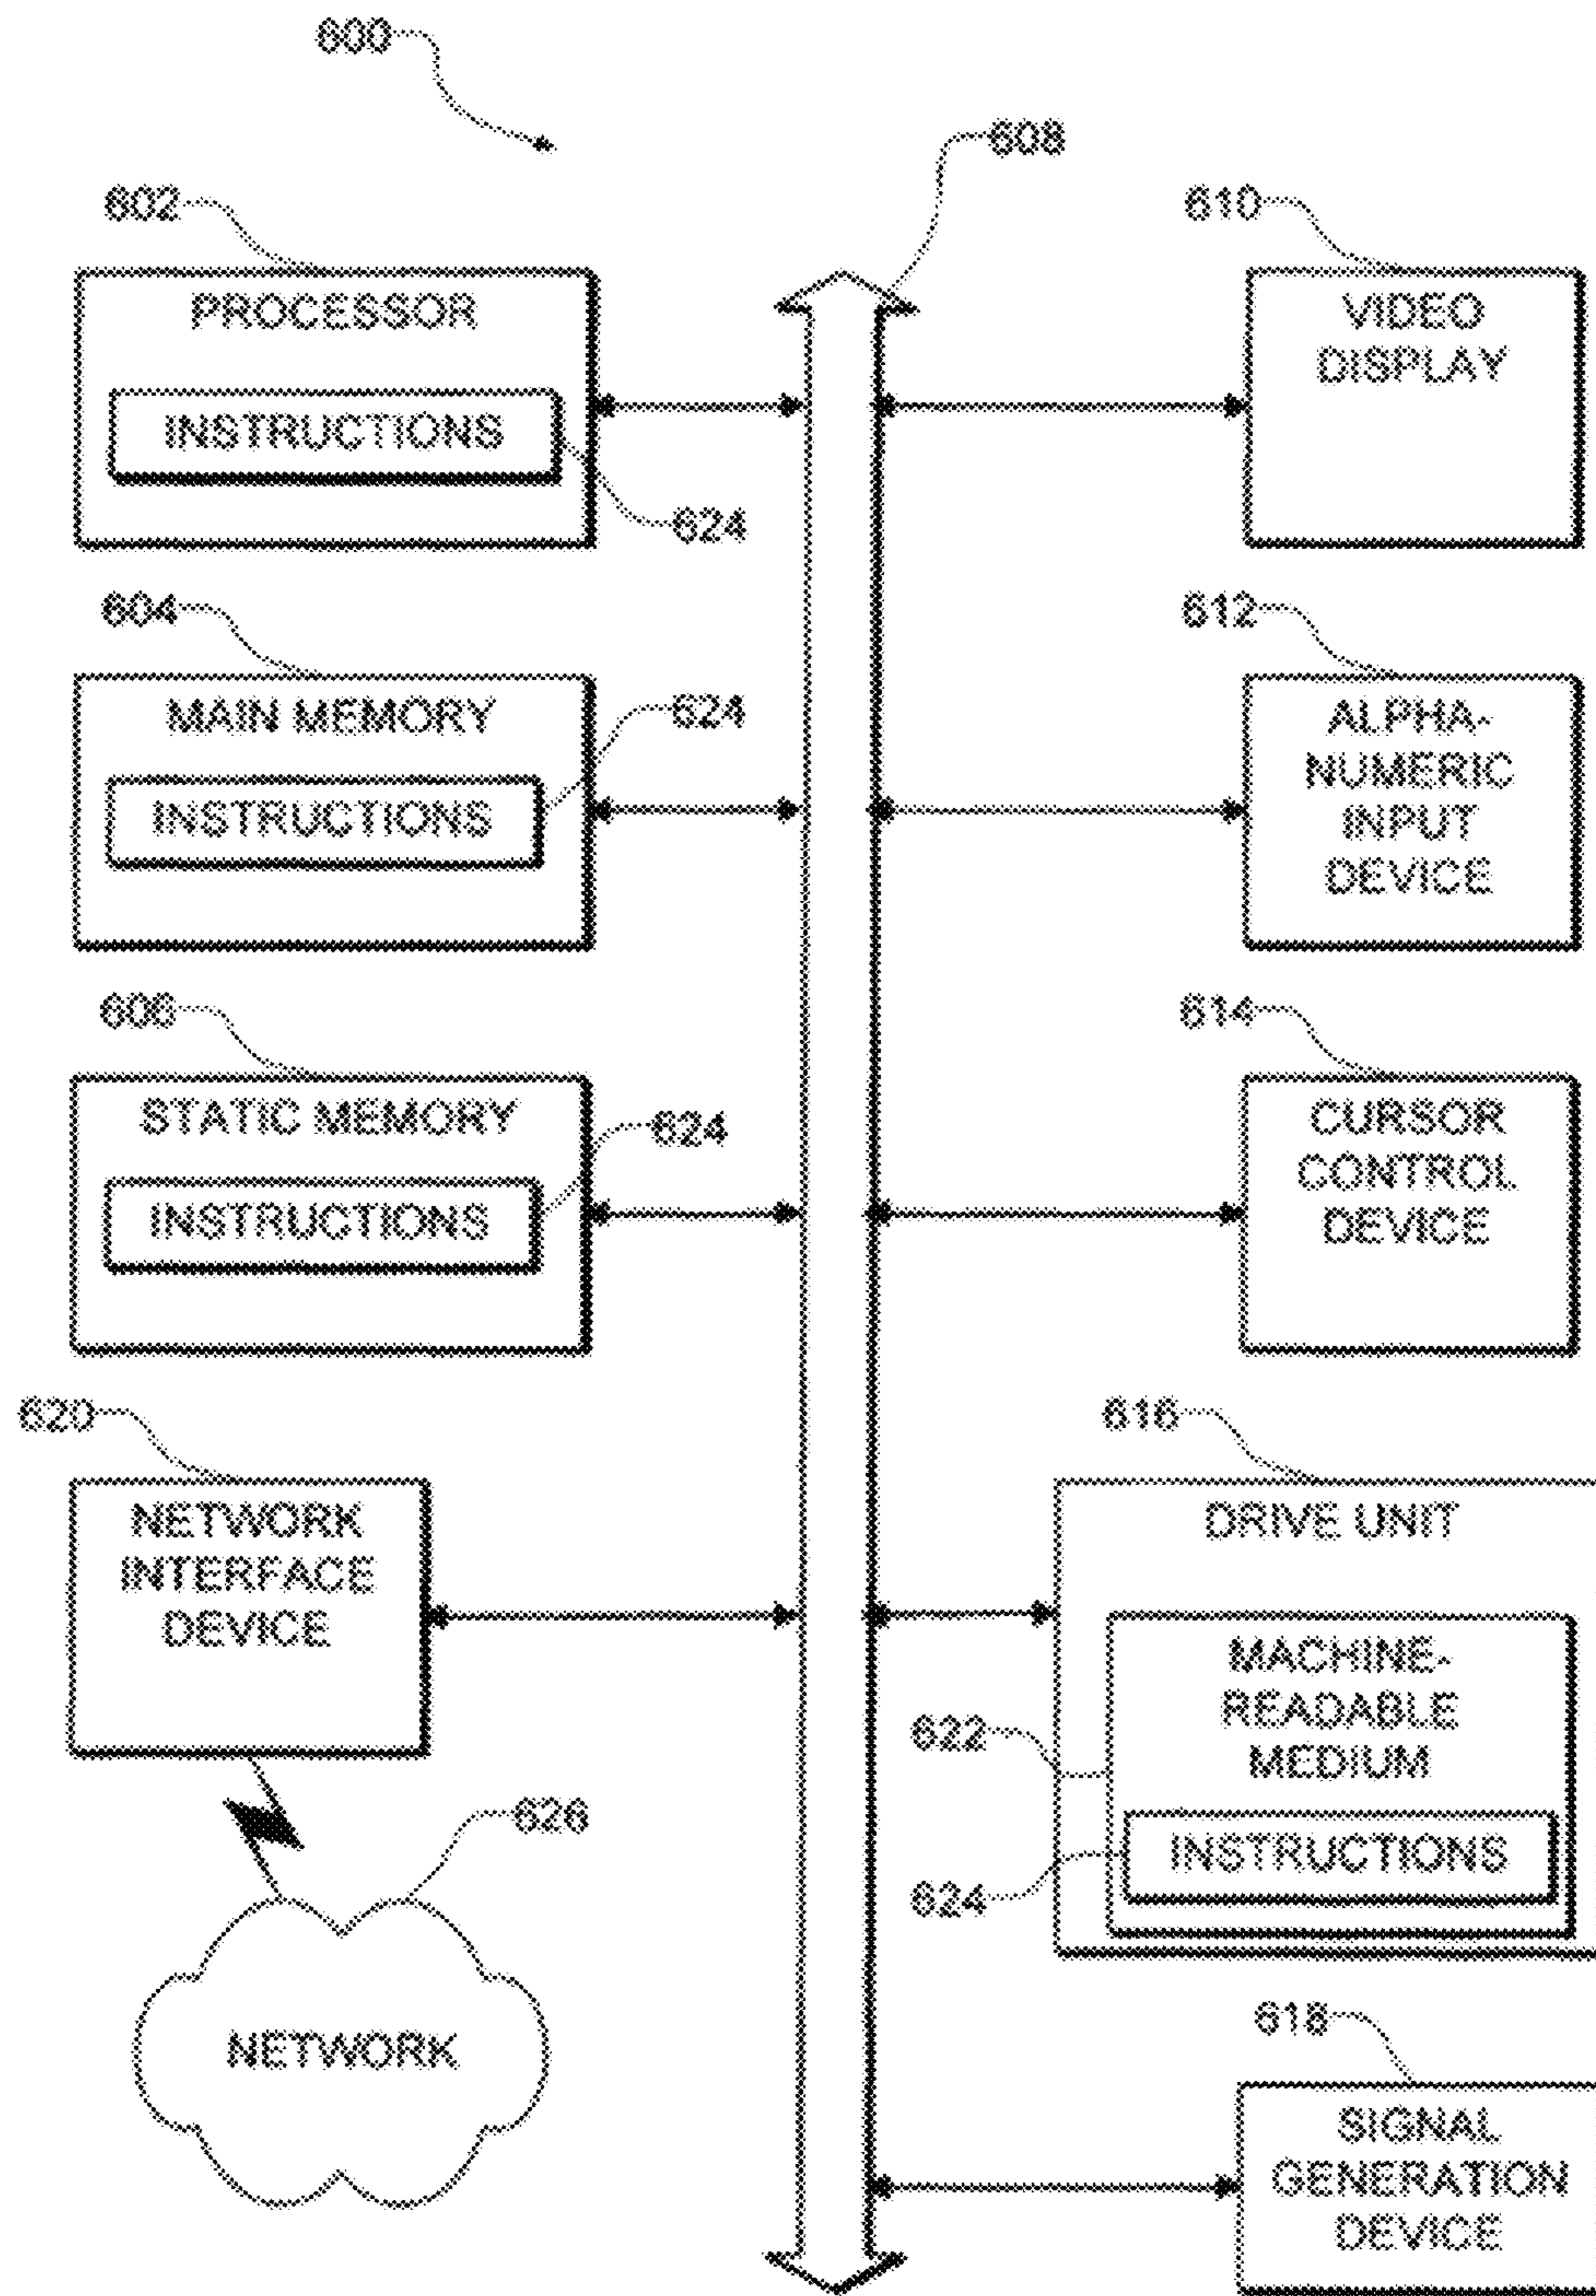 600
608
602
PROCESSOR
INSTRUCTIONS
624
610
VIDEO
DISPLAY
604
MAIN MEMORY
624
INSTRUCTIONS
612
ALPHA-
NUMERIC
INPUT
DEVICE
606
STATIC MEMORY
624
INSTRUCTIONS
614
CURSOR
CONTROL
DEVICE
620
NETWORK
INTERFACE
DEVICE
616
DRIVE UNIT
MACHINE-
READABLE
MEDIUM
622
INSTRUCTIONS
624
626
NETWORK
618
SIGNAL
GENERATION
DEVICE